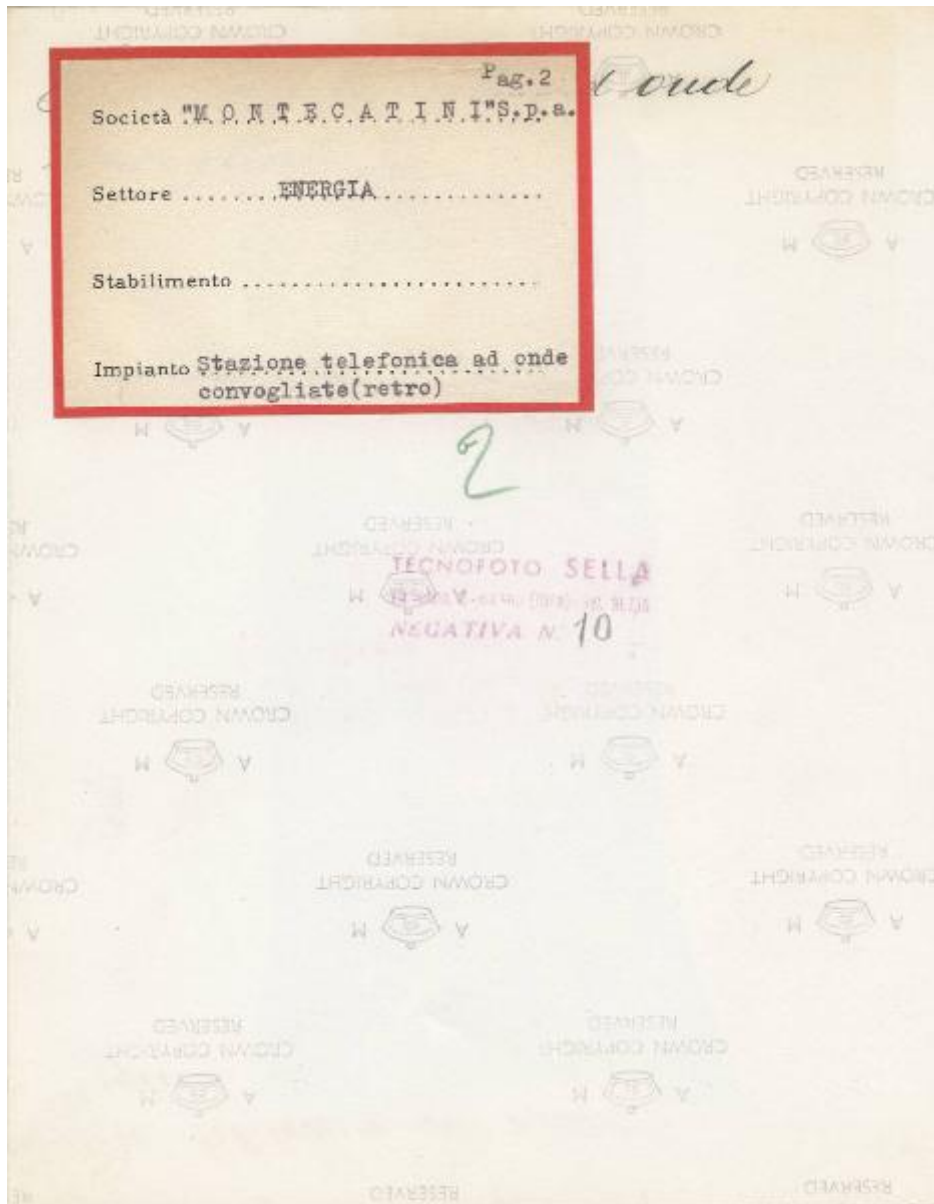 Pag.2
Società "M O N T E C A T I N I" S.p.a.
Settore ....... ENERGIA .............
Stabilimento .........................
Impianto Stazione telefonica ad onde
convogliate(retro)
onde
2
TECNOFOTO SELLA
NEGATIVA N. 10
CROWN COPYRIGHT
RESERVED
A M